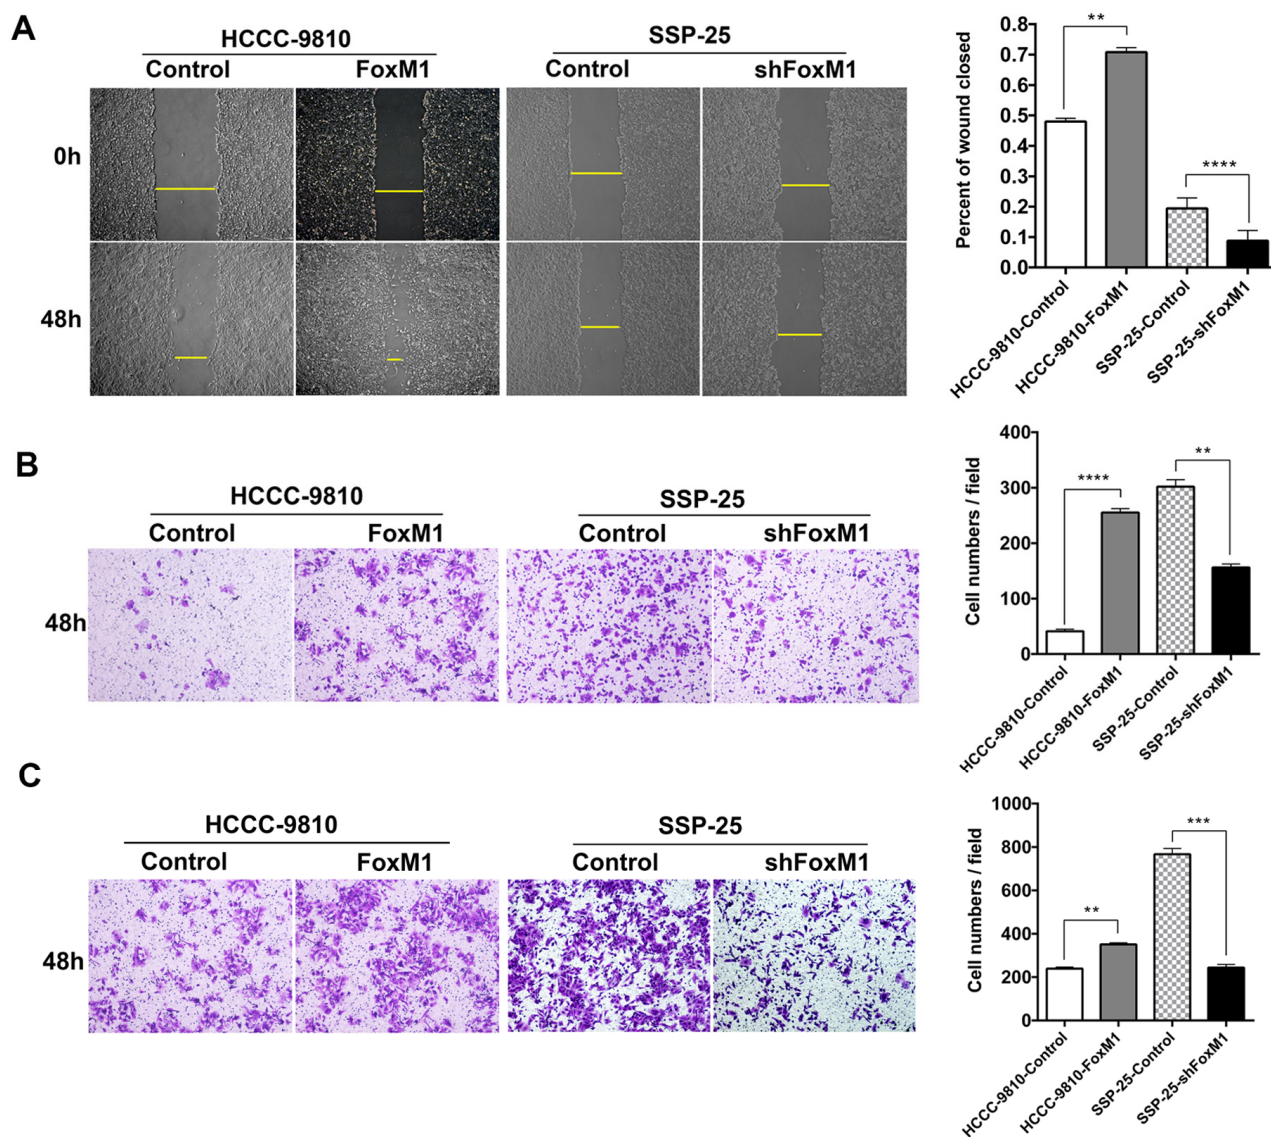 A
HCCC-9810
SSP-25
Control
FoxM1
Control
shFoxM1
0h
48h
Percent of wound closed
0.8
0.7
0.6
0.5
0.4
0.3
0.2
0.1
0.0
**
****
HCCC-9810-Control
HCCC-9810-FoxM1
SSP-25-Control
SSP-25-shFoxM1
B
HCCC-9810
SSP-25
Control
FoxM1
Control
shFoxM1
48h
Cell numbers / field
400
300
200
100
0
****
**
HCCC-9810-Control
HCCC-9810-FoxM1
SSP-25-Control
SSP-25-shFoxM1
C
HCCC-9810
SSP-25
Control
FoxM1
Control
shFoxM1
48h
Cell numbers / field
1000
800
600
400
200
0
**
***
HCCC-9810-Control
HCCC-9810-FoxM1
SSP-25-Control
SSP-25-shFoxM1